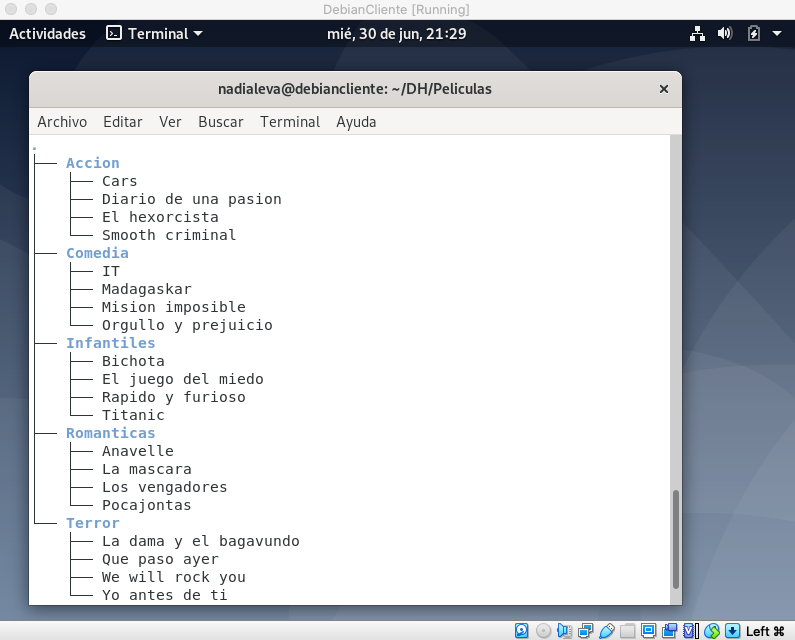 DebianCliente [Running]
Actividades Terminal mié, 30 de jun, 21:29
nadialeva@debiancliente: ~/DH/Peliculas
Archivo Editar Ver Buscar Terminal Ayuda
.
├── Accion
│   ├── Cars
│   ├── Diario de una pasion
│   ├── El hexorcista
│   └── Smooth criminal
├── Comedia
│   ├── IT
│   ├── Madagaskar
│   ├── Mision imposible
│   └── Orgullo y prejuicio
├── Infantiles
│   ├── Bichota
│   ├── El juego del miedo
│   ├── Rapido y furioso
│   └── Titanic
├── Romanticas
│   ├── Anavelle
│   ├── La mascara
│   ├── Los vengadores
│   └── Pocajontas
└── Terror
    ├── La dama y el bagavundo
    ├── Que paso ayer
    ├── We will rock you
    └── Yo antes de ti
Left ⌘